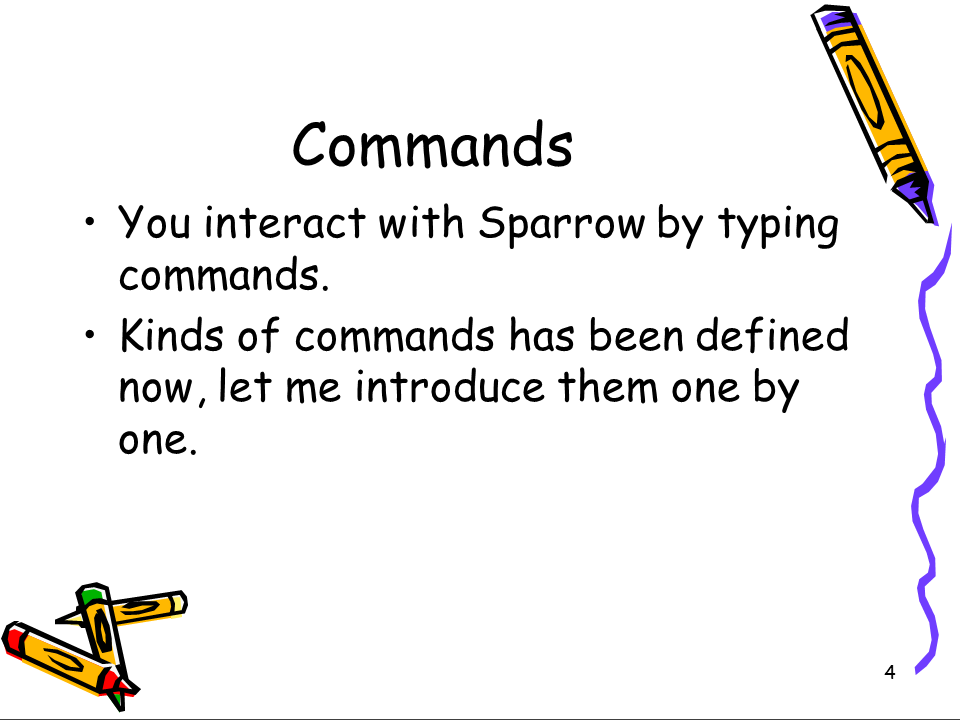 Commands
• You interact with Sparrow by typing
commands.
• Kinds of commands has been defined
now, let me introduce them one by
one.
4